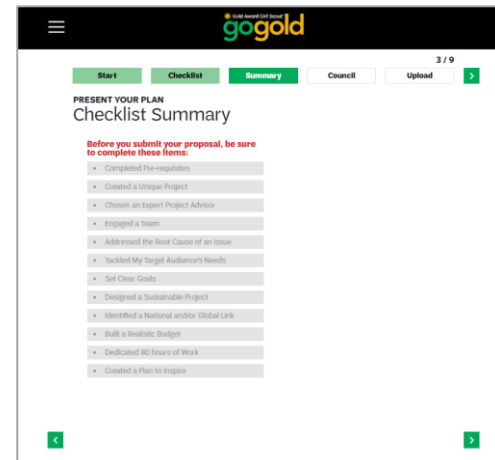 Gold Award Girl Scout
gogold
3 / 9
Start
Checklist
Summary
Council
Upload
PRESENT YOUR PLAN
Checklist Summary
Before you submit your proposal, be sure
to complete these items:
• Completed Pre-requisites
• Created a Unique Project
• Chosen an Expert Project Advisor
• Engaged a Team
• Addressed the Root Cause of an Issue
• Tackled My Target Audience's Needs
• Set Clear Goals
• Designed a Sustainable Project
• Identified a National and/or Global Link
• Built a Realistic Budget
• Dedicated 80 hours of Work
• Created a Plan to Inspire